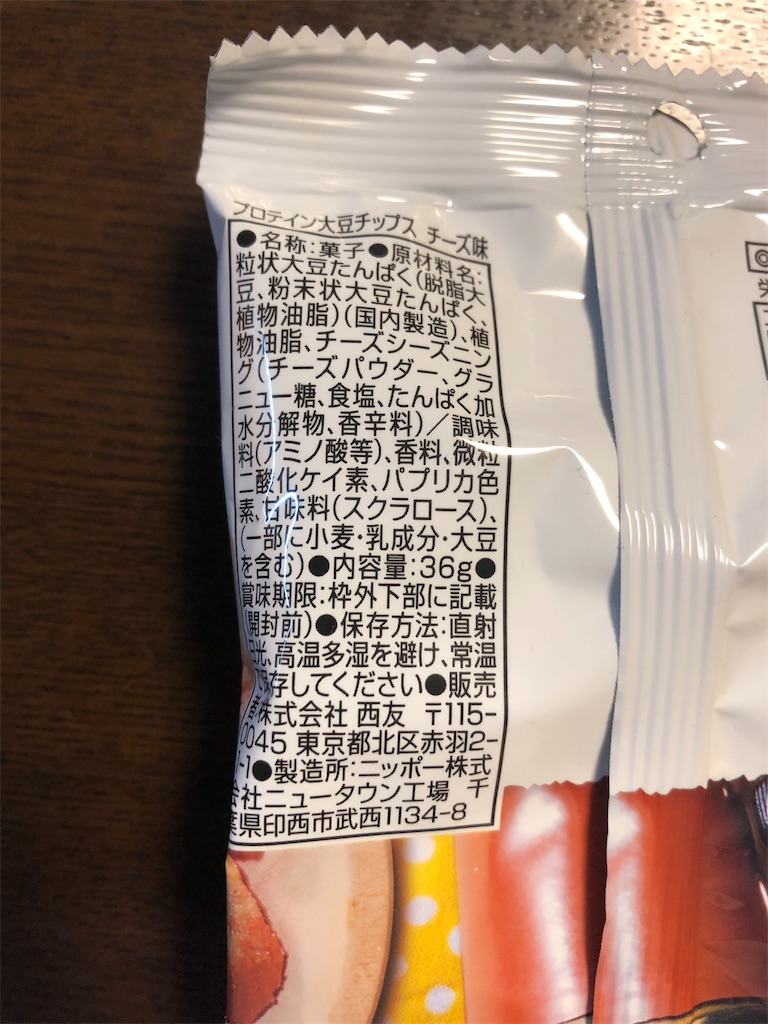 プロテイン大豆チップス チーズ味
●名称:菓子●原材料名:
粒状大豆たんぱく(脱脂大
豆、粉末状大豆たんぱく、
植物油脂)(国内製造)、植
物油脂、チーズシーズニン
グ(チーズパウダー、グラ
ニュー糖、食塩、たんぱく加
水分解物、香辛料)/調味
料(アミノ酸等)、香料、微粒
二酸化ケイ素、パプリカ色
素、甘味料(スクラロース)、
(一部に小麦・乳成分・大豆
を含む)●内容量:36g●
賞味期限:枠外下部に記載
(開封前)●保存方法:直射
日光、高温多湿を避け、常温
で保存してください●販売
者株式会社 西友 〒115-
0045 東京都北区赤羽2-
-1●製造所:ニッポー株式
会社ニュータウン工場 千
葉県印西市武西1134-8